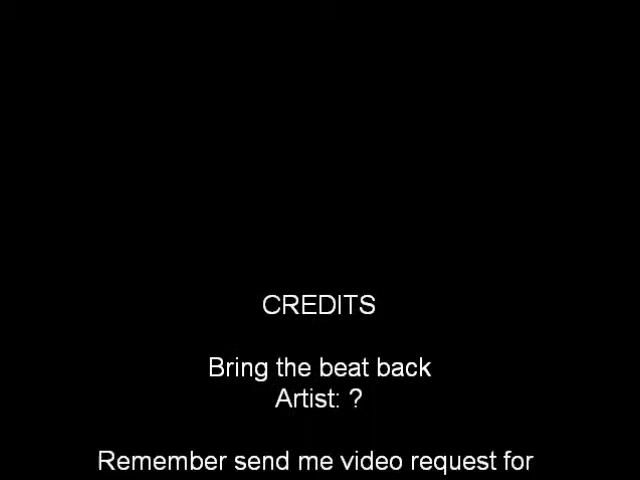 CREDITS
Bring the beat back
Artist: ?
Remember send me video request for